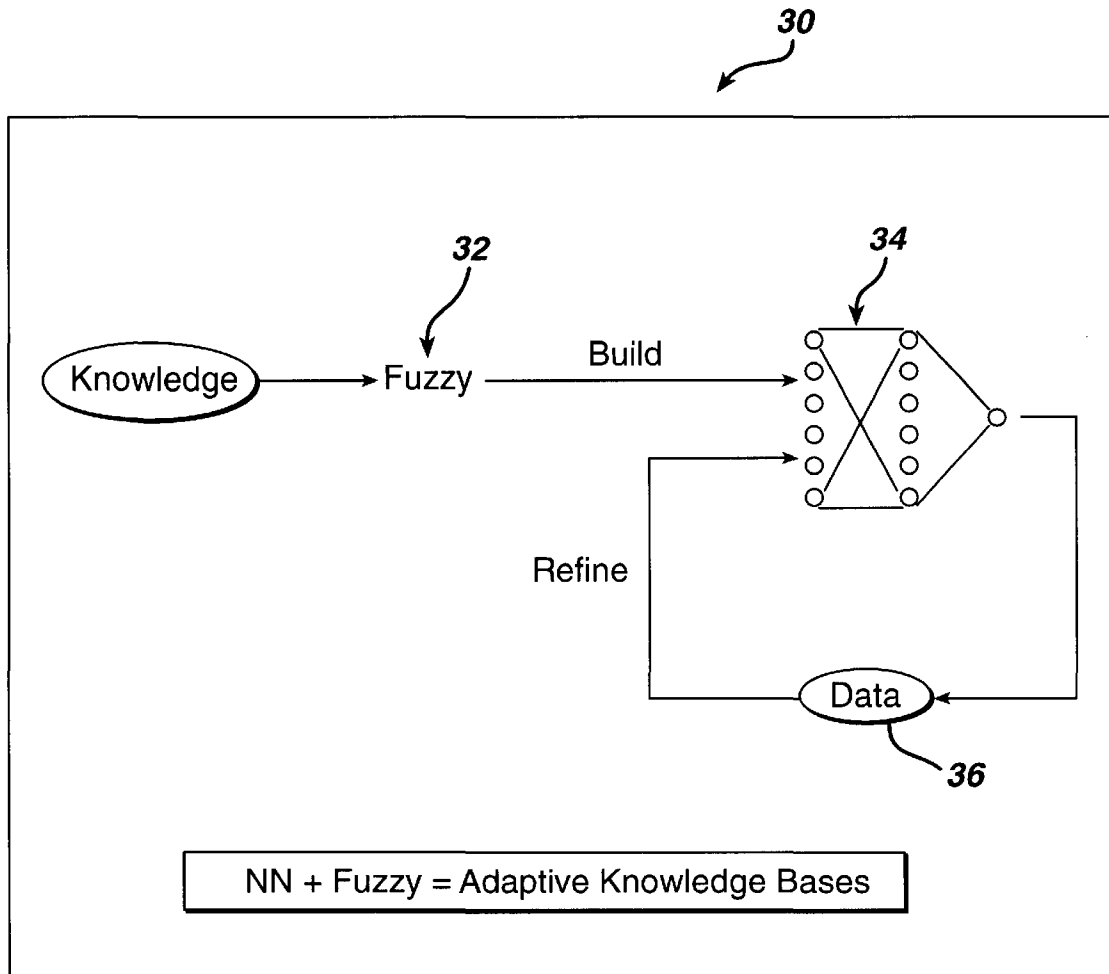 30
32
34
Knowledge
Fuzzy
Build
Refine
Data
36
NN + Fuzzy = Adaptive Knowledge Bases